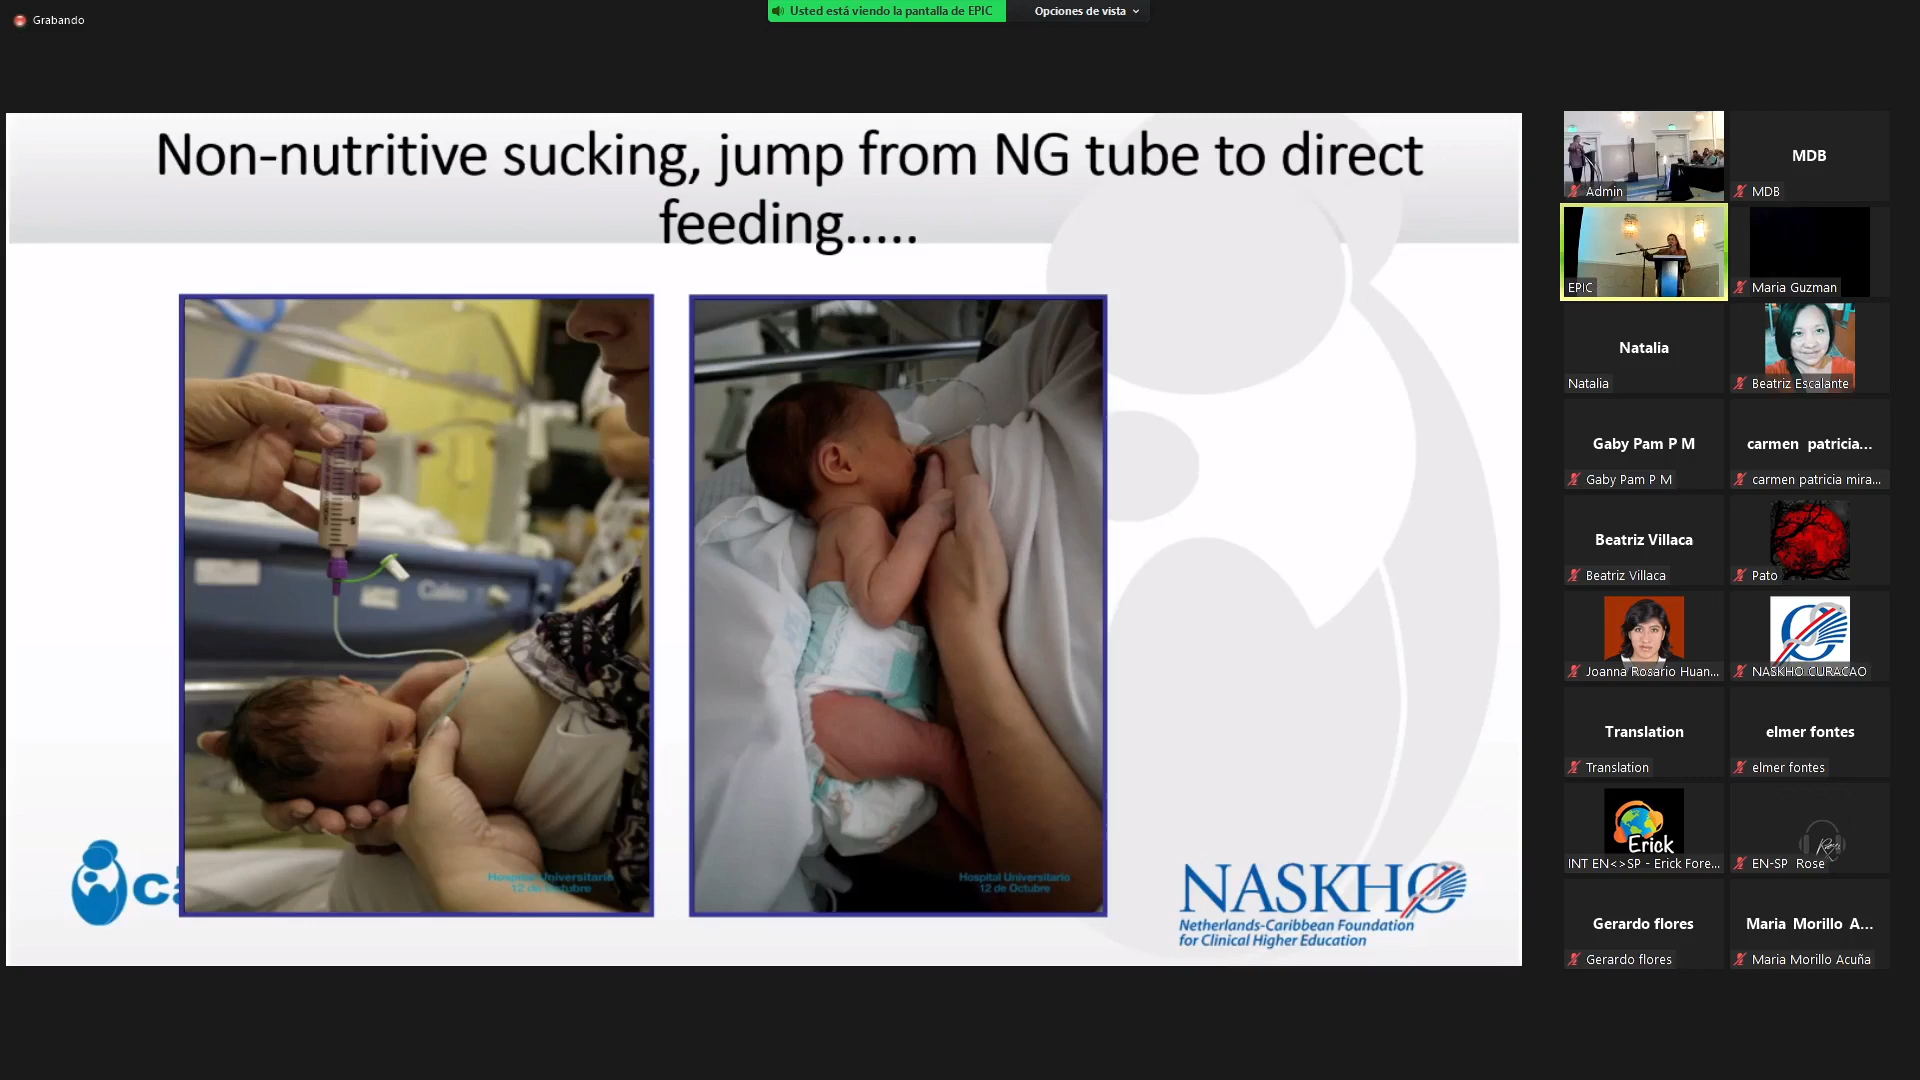 Grabando
Usted está viendo la pantalla de EPIC
Opciones de vista
Non-nutritive sucking, jump from NG tube to direct
feeding.....
Hospital Universitario
12 de Octubre
Hospital Universitario
12 de Octubre
NASKHO
Netherlands-Caribbean Foundation
for Clinical Higher Education
Admin
MDB
MDB
EPIC
Maria Guzman
Natalia
Natalia
Beatriz Escalante
Gaby Pam P M
Gaby Pam P M
carmen patricia...
carmen patricia mira...
Beatriz Villaca
Beatriz Villaca
Pato
Joanna Rosario Huan...
NASKHO CURACAO
Translation
Translation
elmer fontes
elmer fontes
Erick
INT EN<>SP - Erick Fore...
EN-SP Rose
Gerardo flores
Gerardo flores
Maria Morillo A...
Maria Morillo Acuña